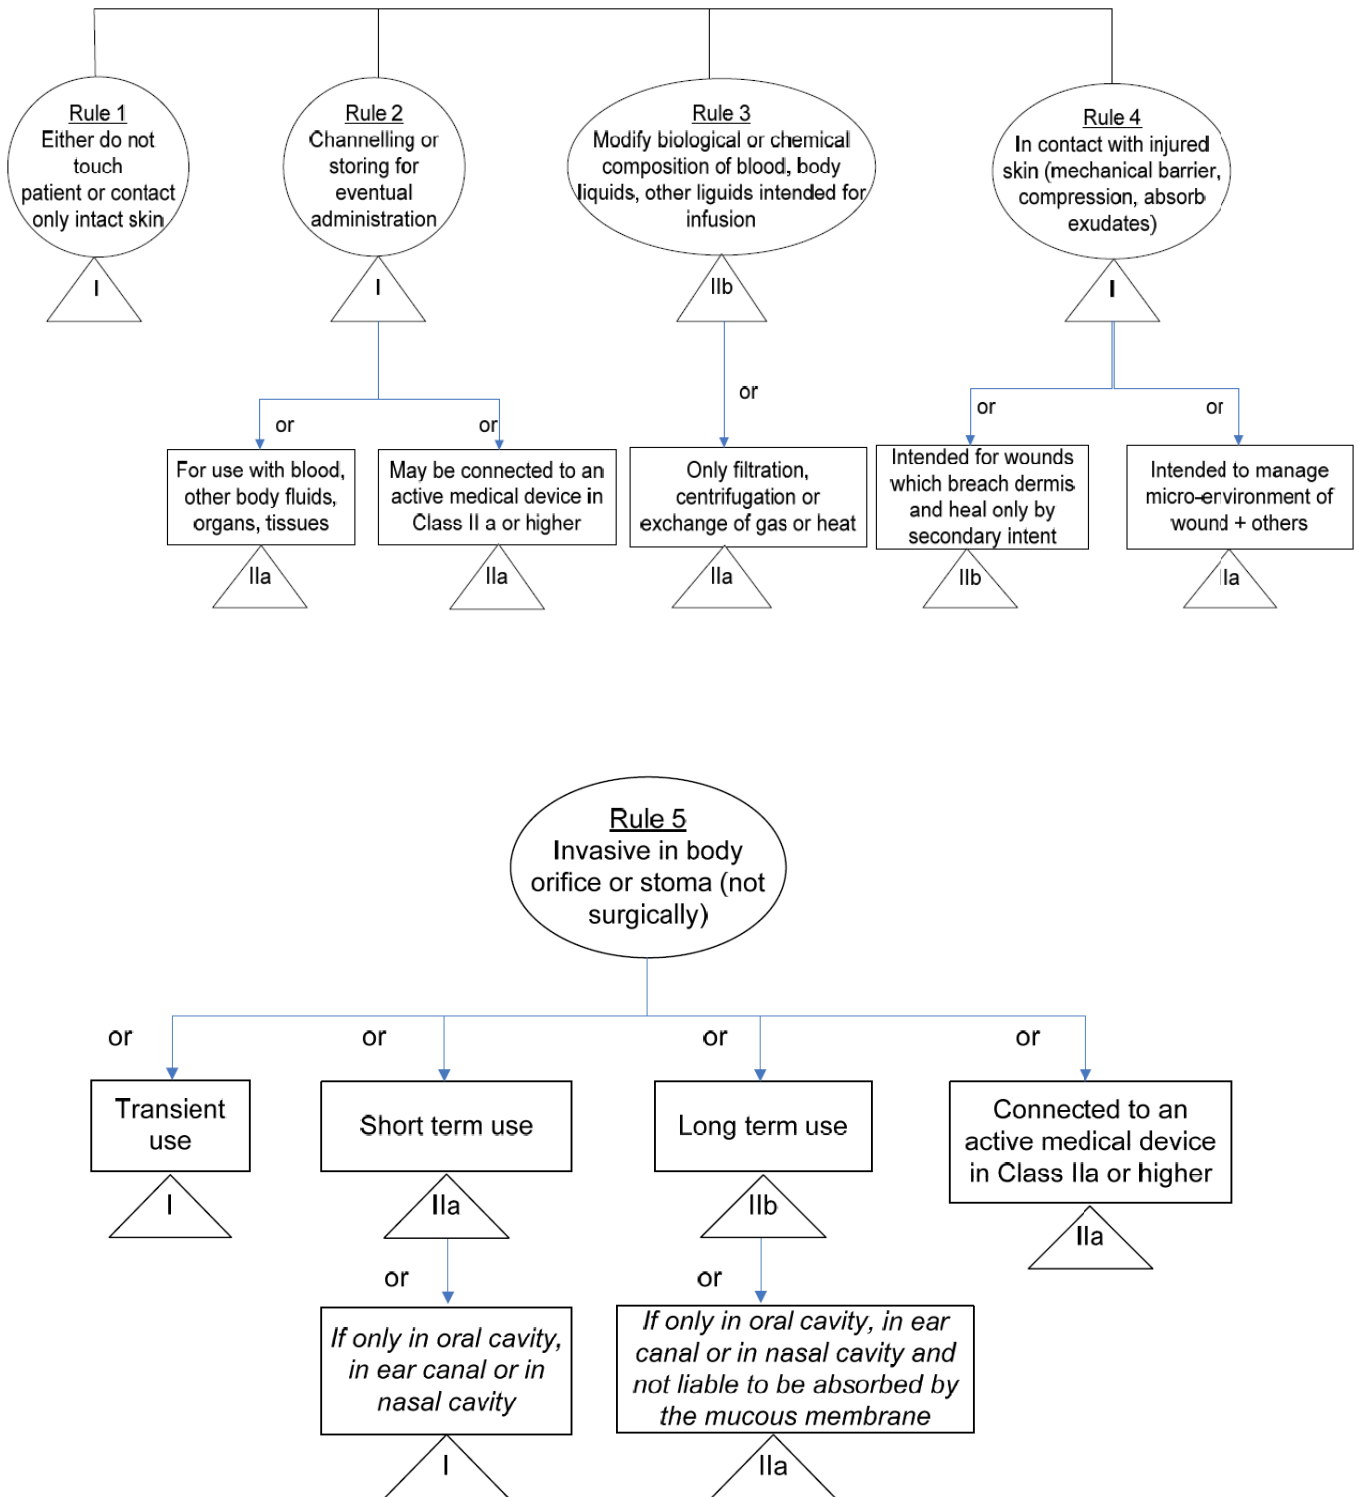 Rule 1
Either do not
touch
patient or contact
only intact skin
I
Rule 2
Channelling or
storing for
eventual
administration
I
Rule 3
Modify biological or chemical
composition of blood, body
liquids, other liguids intended for
infusion
IIb
Rule 4
In contact with injured
skin (mechanical barrier,
compression, absorb
exudates)
I
or
For use with blood,
other body fluids,
organs, tissues
IIa
or
May be connected to an
active medical device in
Class II a or higher
IIa
or
Only filtration,
centrifugation or
exchange of gas or heat
IIa
or
Intended for wounds
which breach dermis
and heal only by
secondary intent
IIb
or
Intended to manage
micro-environment of
wound + others
IIa
Rule 5
Invasive in body
orifice or stoma (not
surgically)
or
Transient
use
I
or
Short term use
IIa
or
If only in oral cavity,
in ear canal or in
nasal cavity
I
or
Long term use
IIb
or
If only in oral cavity, in ear
canal or in nasal cavity and
not liable to be absorbed by
the mucous membrane
IIa
or
Connected to an
active medical device
in Class IIa or higher
IIa